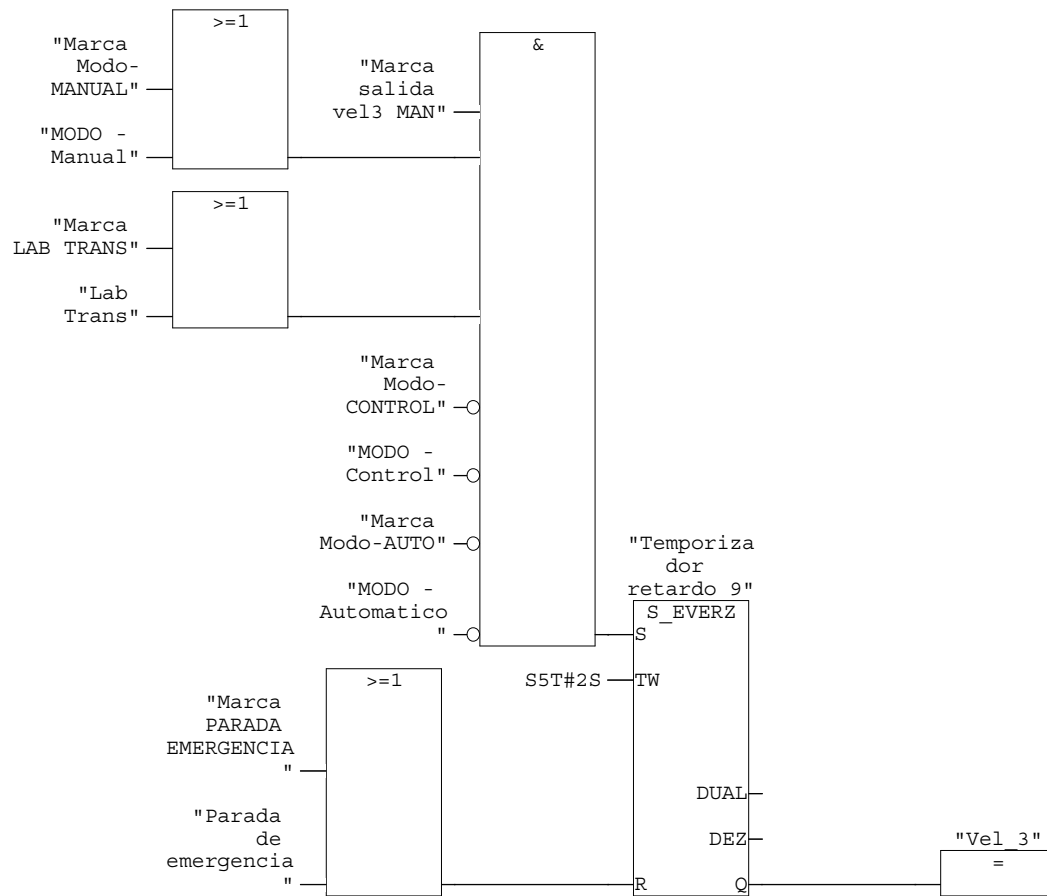 >=1
"Marca
Modo-
MANUAL"
"MODO -
Manual"
&
"Marca
salida
vel3 MAN"
>=1
"Marca
LAB TRANS"
"Lab
Trans"
"Marca
Modo-
CONTROL"
"MODO -
Control"
"Marca
Modo-AUTO"
"MODO -
Automatico
"
"Temporiza
dor
retardo 9"
S_EVERZ
S
S5T#2S
TW
>=1
"Marca
PARADA
EMERGENCIA
"
"Parada
de
emergencia
"
DUAL
DEZ
R
Q
"Vel_3"
=